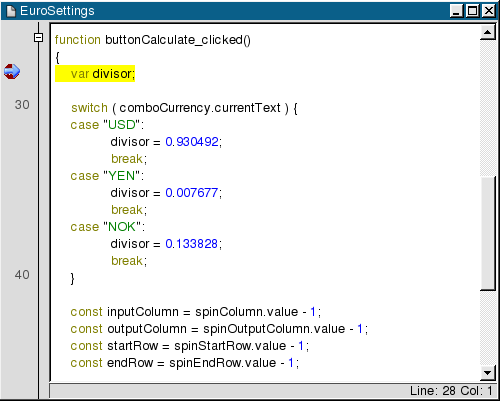 EuroSettings
function buttonCalculate_clicked()
{
var divisor;
30 switch ( comboCurrency.currentText ) {
case "USD":
divisor = 0.930492;
break;
case "YEN":
divisor = 0.007677;
break;
case "NOK":
divisor = 0.133828;
break;
40 }
const inputColumn = spinColumn.value - 1;
const outputColumn = spinOutputColumn.value - 1;
const startRow = spinStartRow.value - 1;
const endRow = spinEndRow.value - 1;
Line: 28 Col: 1